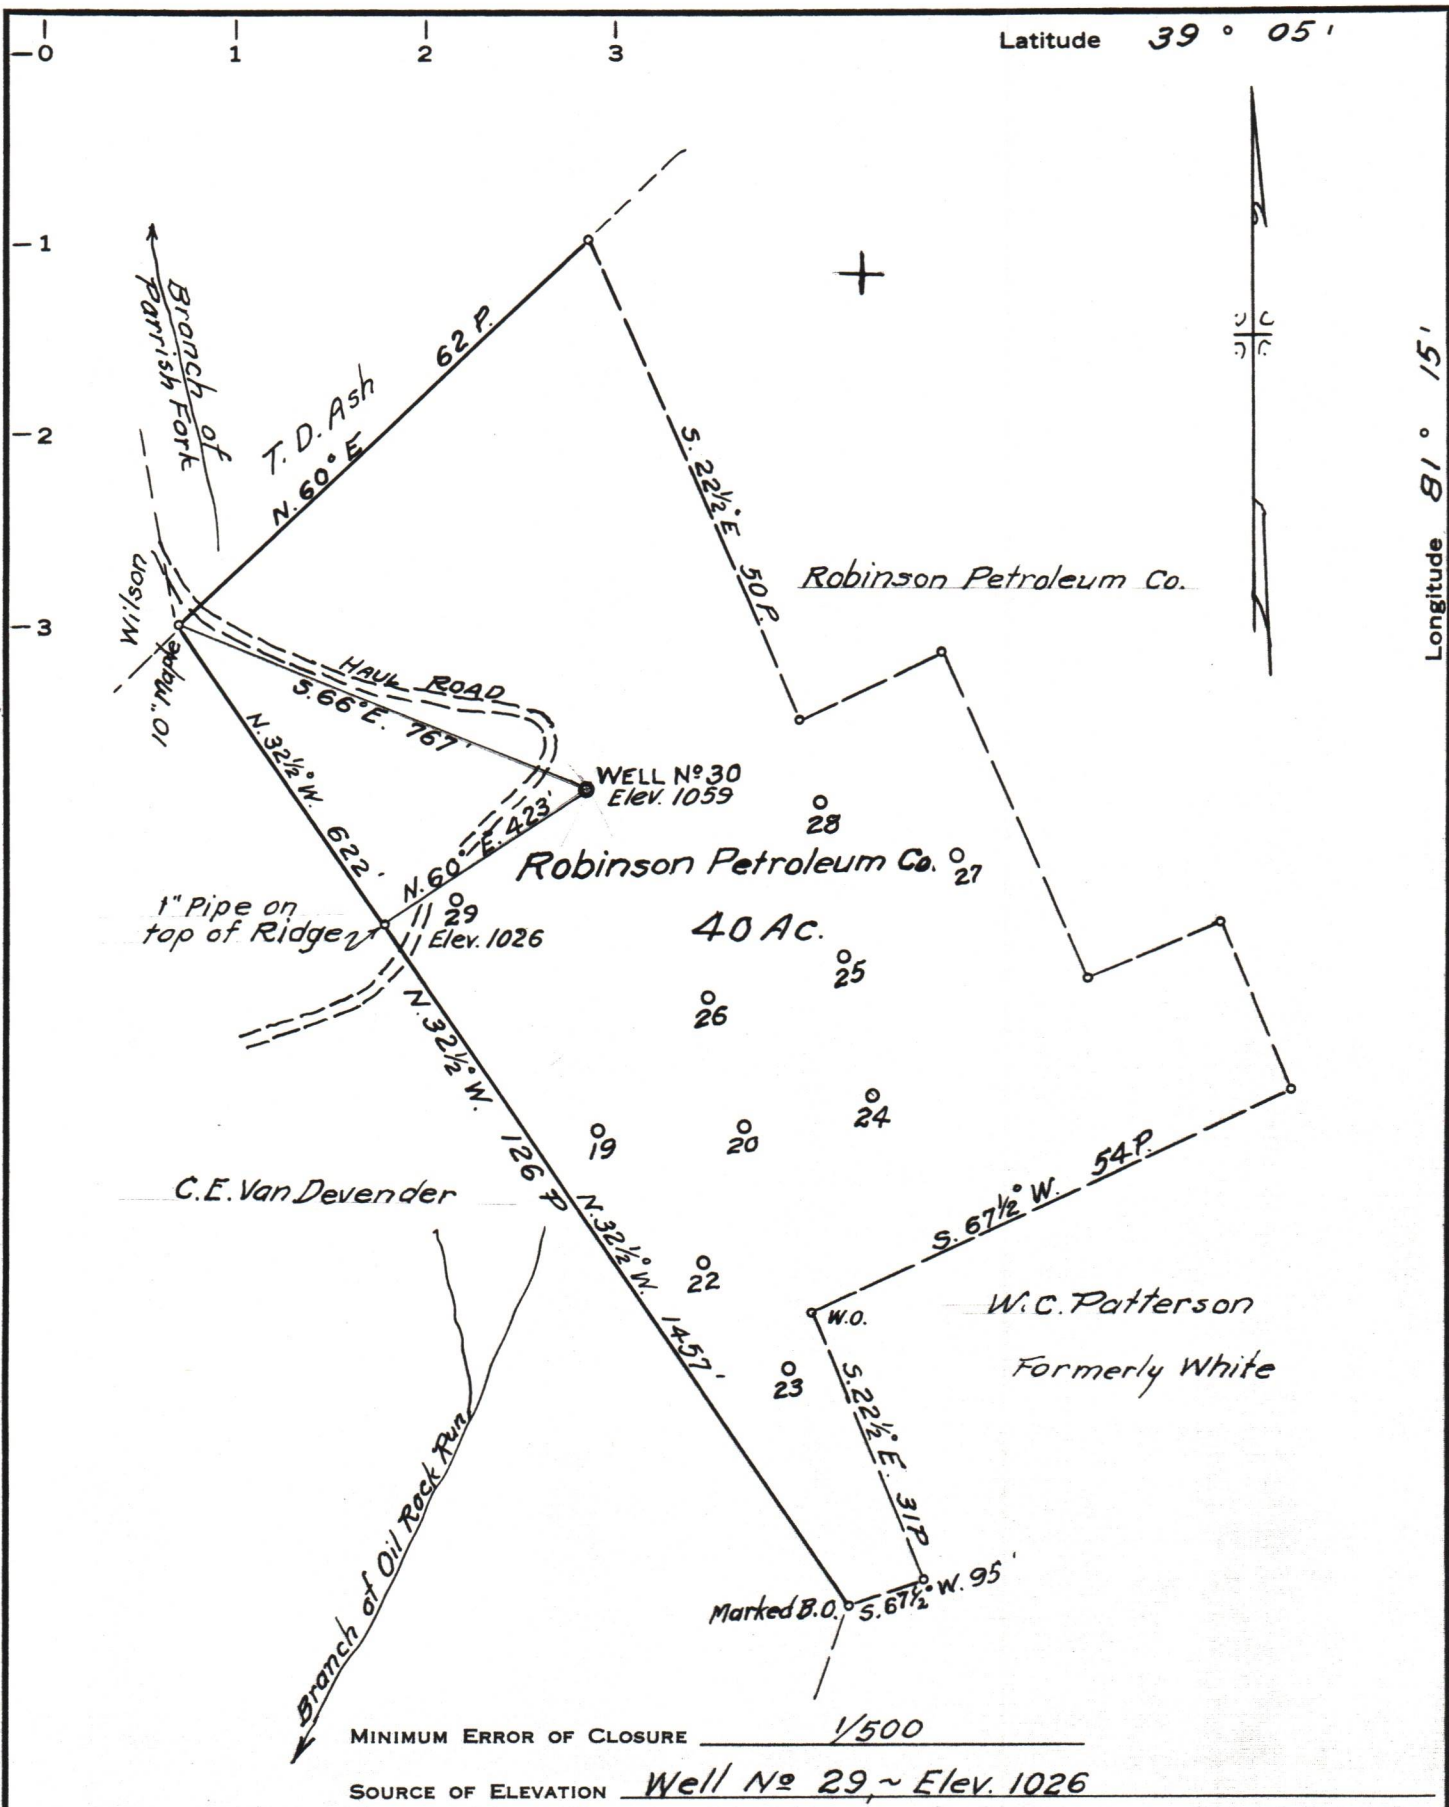 0 1 2 3
Latitude 39° 05'
Longitude 81° 15'
1
2
3
Branch of
Parrish Fork
T.D. Ash
N. 60° E 62 P.
S. 22½° E 50 P.
Robinson Petroleum Co.
Wilson
10" Maple
HAUL ROAD
S. 66° E. 767'
N. 32½° W. 622'
WELL Nº 30
Elev. 1059
N. 60° E. 423'
28
27
Robinson Petroleum Co.
40 Ac.
1" Pipe on
top of Ridge
29
Elev. 1026
25
26
N. 32½° W. 126 P
24
19
20
C.E. Van Devender
N. 32½° W. 1457'
S. 67½° W. 54 P.
22
W.O.
W.C. Patterson
Formerly White
23
S. 22½° E. 31 P
Branch of Oil Rock Run
Marked B.O.
S. 67½° W. 95'
MINIMUM ERROR OF CLOSURE 1/500
SOURCE OF ELEVATION Well Nº 29, ~ Elev. 1026